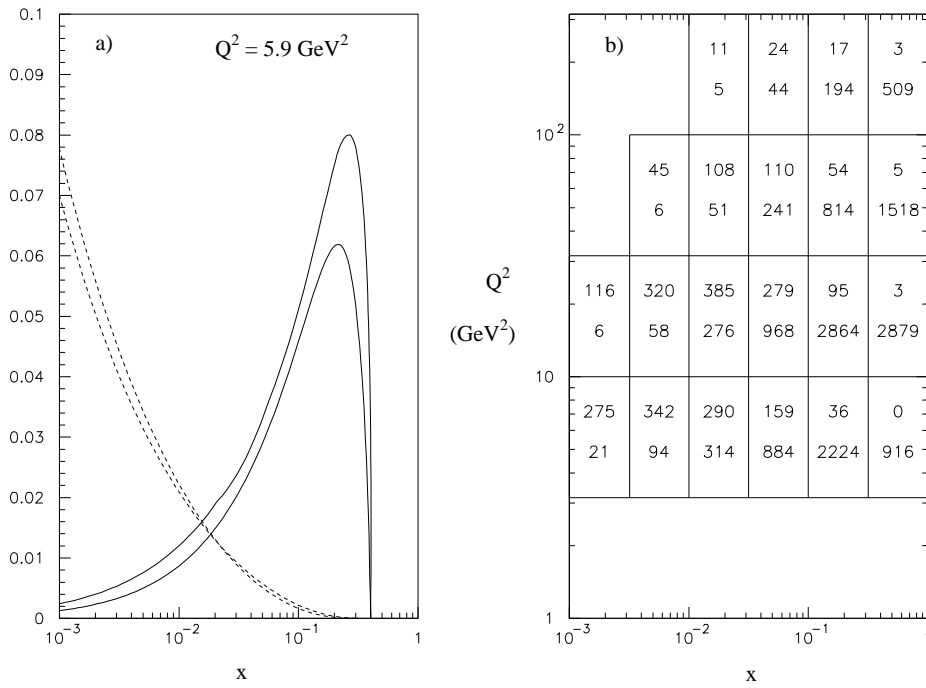 a)
Q² = 5.9 GeV²
0.1
0.09
0.08
0.07
0.06
0.05
0.04
0.03
0.02
0.01
0
10⁻³
10⁻²
10⁻¹
1
x
b)
Q²
(GeV²)
10²
10
1
11 24 17 3
5 44 194 509
45 108 110 54 5
6 51 241 814 1518
116 320 385 279 95 3
6 58 276 968 2864 2879
275 342 290 159 36 0
21 94 314 884 2224 916
10⁻³
10⁻²
10⁻¹
1
x